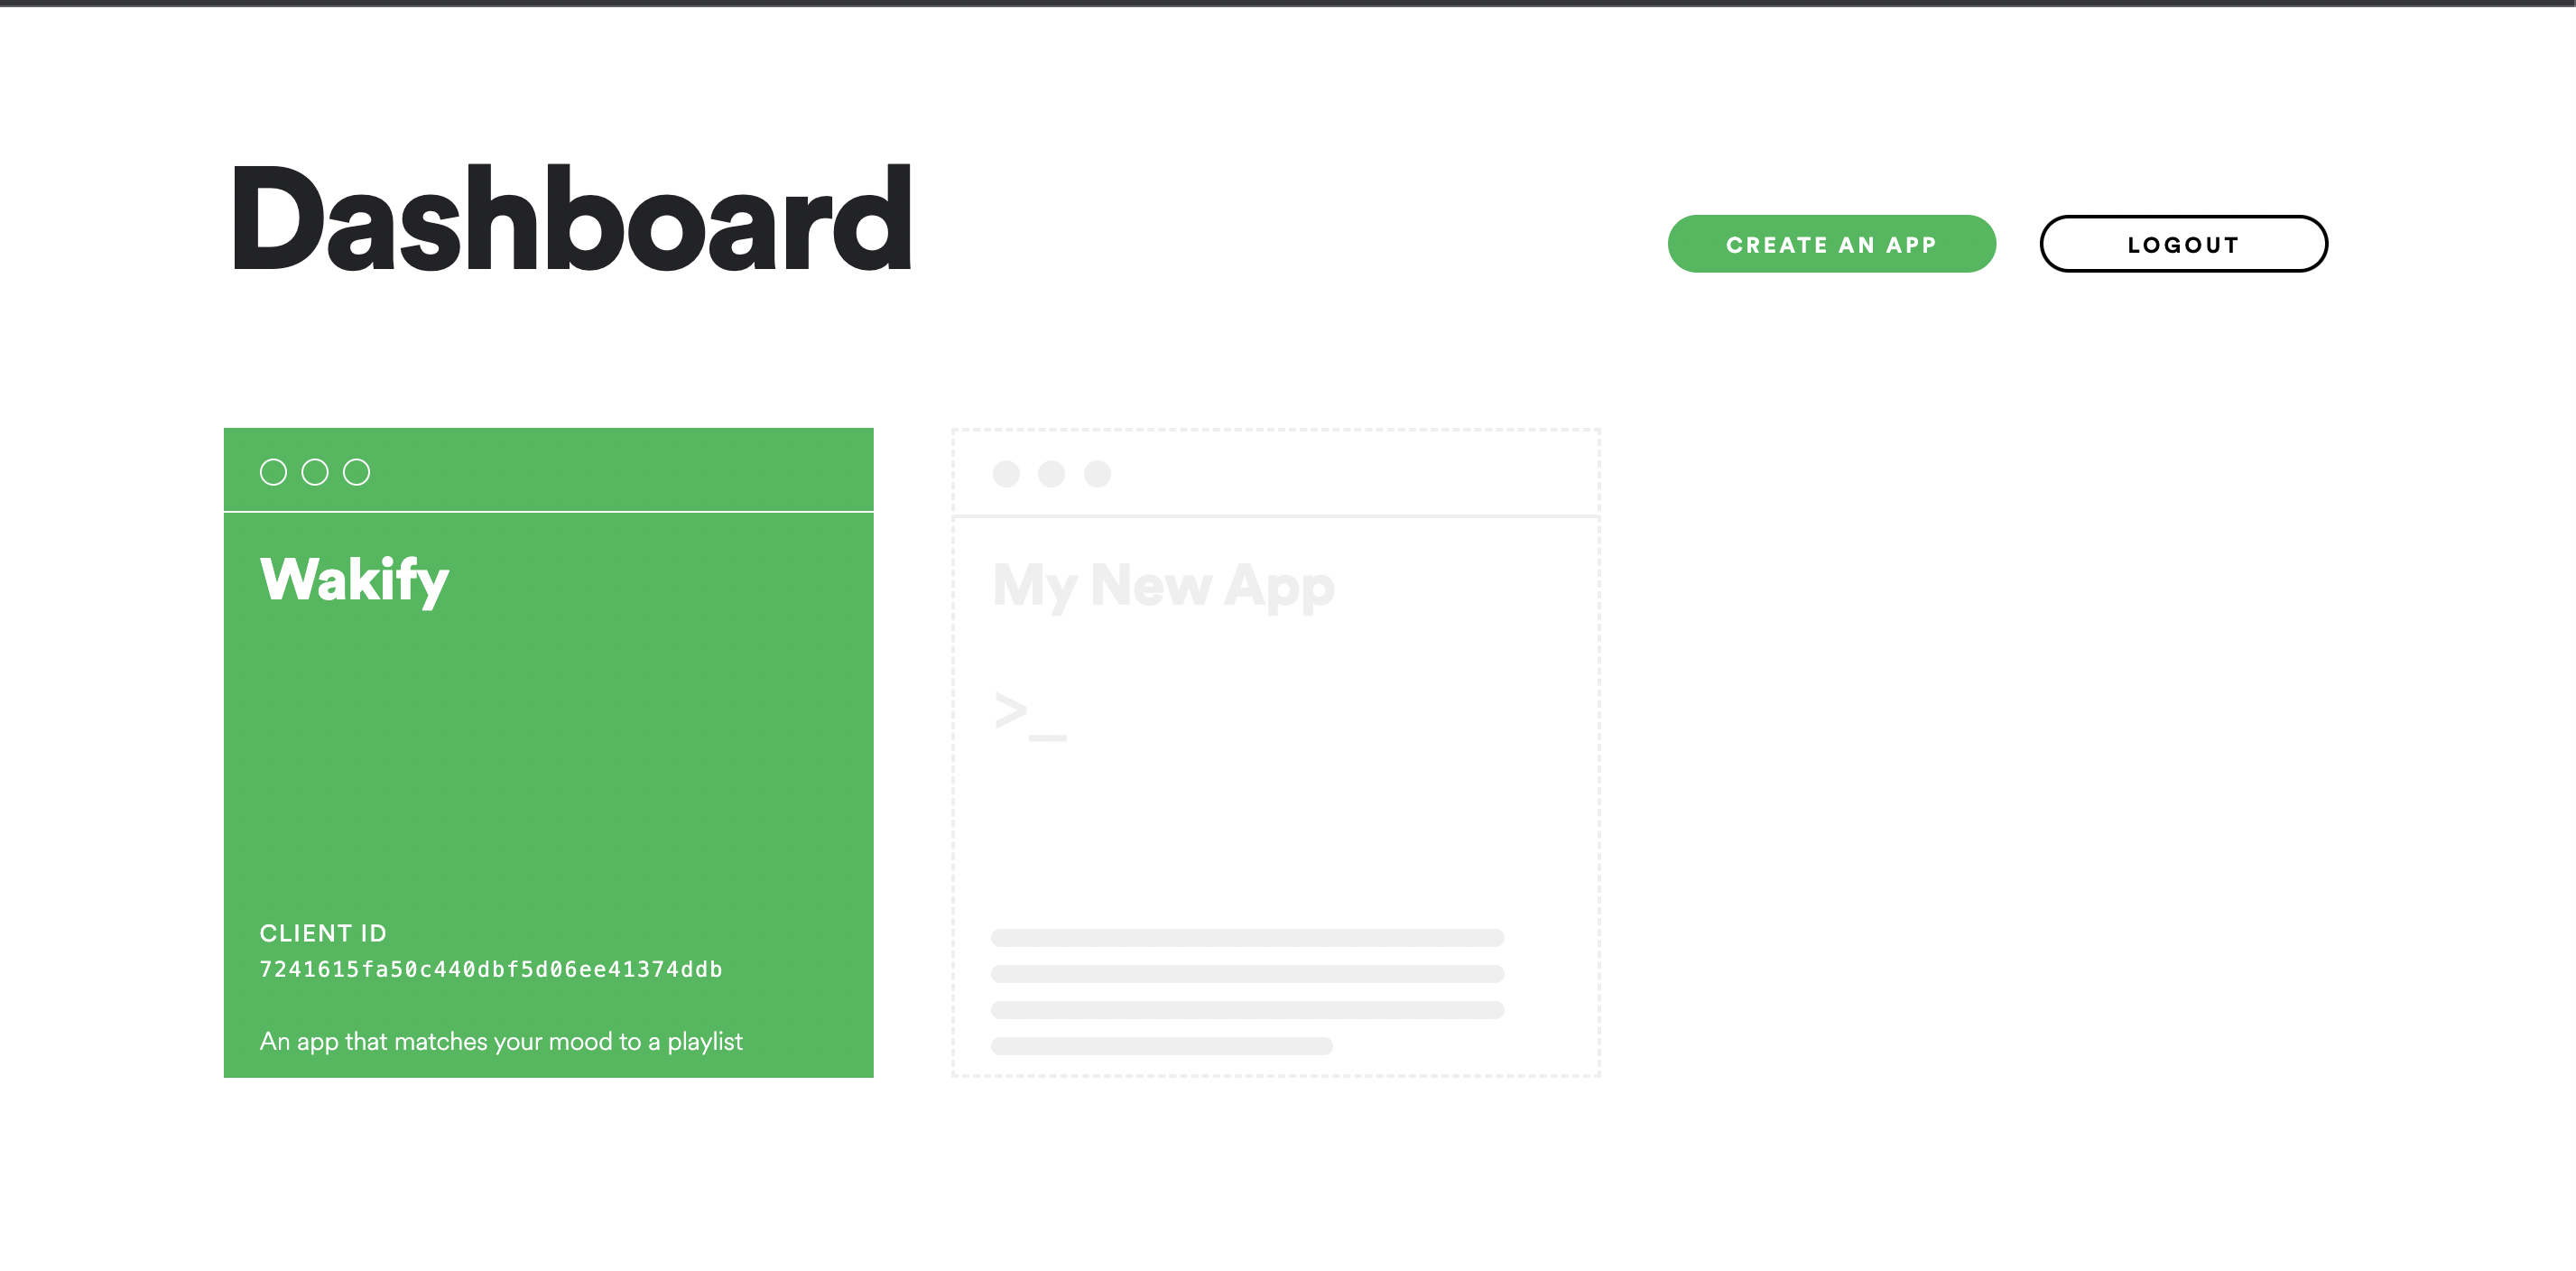 Dashboard
CREATE AN APP
LOGOUT
Wakify
CLIENT ID
7241615fa50c440dbf5d06ee41374ddb
An app that matches your mood to a playlist
My New App
>_